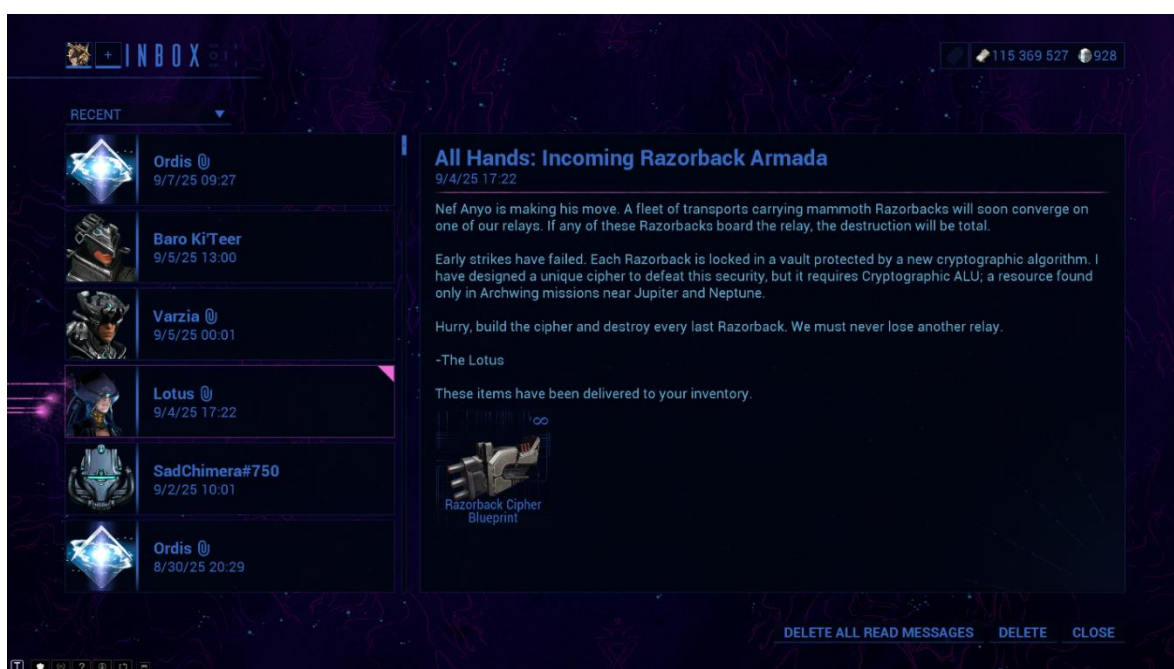 INBOX
115 369 527 928
RECENT
Ordis
9/7/25 09:27
Baro Ki'Teer
9/5/25 13:00
Varzia
9/5/25 00:01
Lotus
9/4/25 17:22
SadChimera#750
9/2/25 10:01
Ordis
8/30/25 20:29
All Hands: Incoming Razorback Armada
9/4/25 17:22
Nef Anyo is making his move. A fleet of transports carrying mammoth Razorbacks will soon converge on
one of our relays. If any of these Razorbacks board the relay, the destruction will be total.
Early strikes have failed. Each Razorback is locked in a vault protected by a new cryptographic algorithm. I
have designed a unique cipher to defeat this security, but it requires Cryptographic ALU; a resource found
only in Archwing missions near Jupiter and Neptune.
Hurry, build the cipher and destroy every last Razorback. We must never lose another relay.
-The Lotus
These items have been delivered to your inventory.
∞
Razorback Cipher
Blueprint
DELETE ALL READ MESSAGES DELETE CLOSE
T